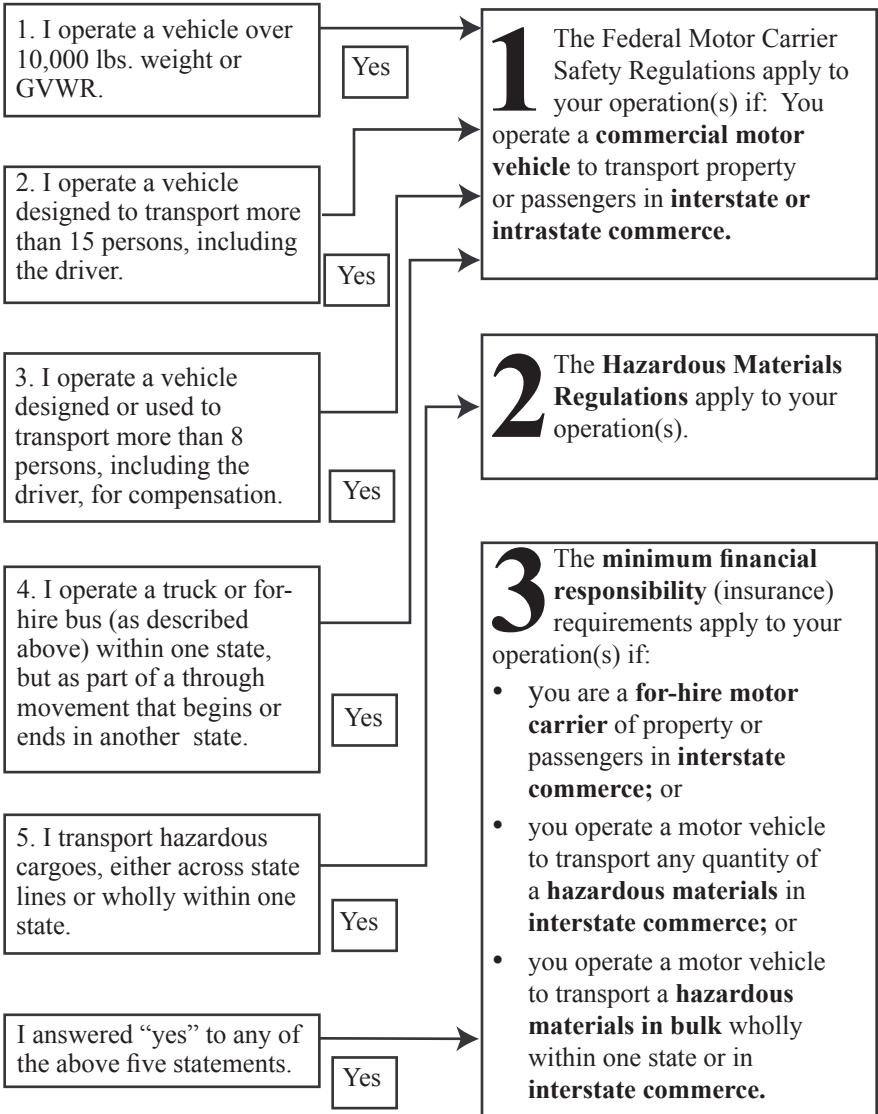 1. I operate a vehicle over
10,000 lbs. weight or
GVWR.
Yes
2. I operate a vehicle
designed to transport more
than 15 persons, including
the driver.
Yes
3. I operate a vehicle
designed or used to
transport more than 8
persons, including the
driver, for compensation.
Yes
4. I operate a truck or for-
hire bus (as described
above) within one state,
but as part of a through
movement that begins or
ends in another state.
Yes
5. I transport hazardous
cargoes, either across state
lines or wholly within one
state.
Yes
I answered “yes” to any of
the above five statements.
Yes
1 The Federal Motor Carrier
Safety Regulations apply to
your operation(s) if: You
operate a commercial motor
vehicle to transport property
or passengers in interstate or
intrastate commerce.
2 The Hazardous Materials
Regulations apply to your
operation(s).
3 The minimum financial
responsibility (insurance)
requirements apply to your
operation(s) if:
• you are a for-hire motor
carrier of property or
passengers in interstate
commerce; or
• you operate a motor vehicle
to transport any quantity of
a hazardous materials in
interstate commerce; or
• you operate a motor vehicle
to transport a hazardous
materials in bulk wholly
within one state or in
interstate commerce.